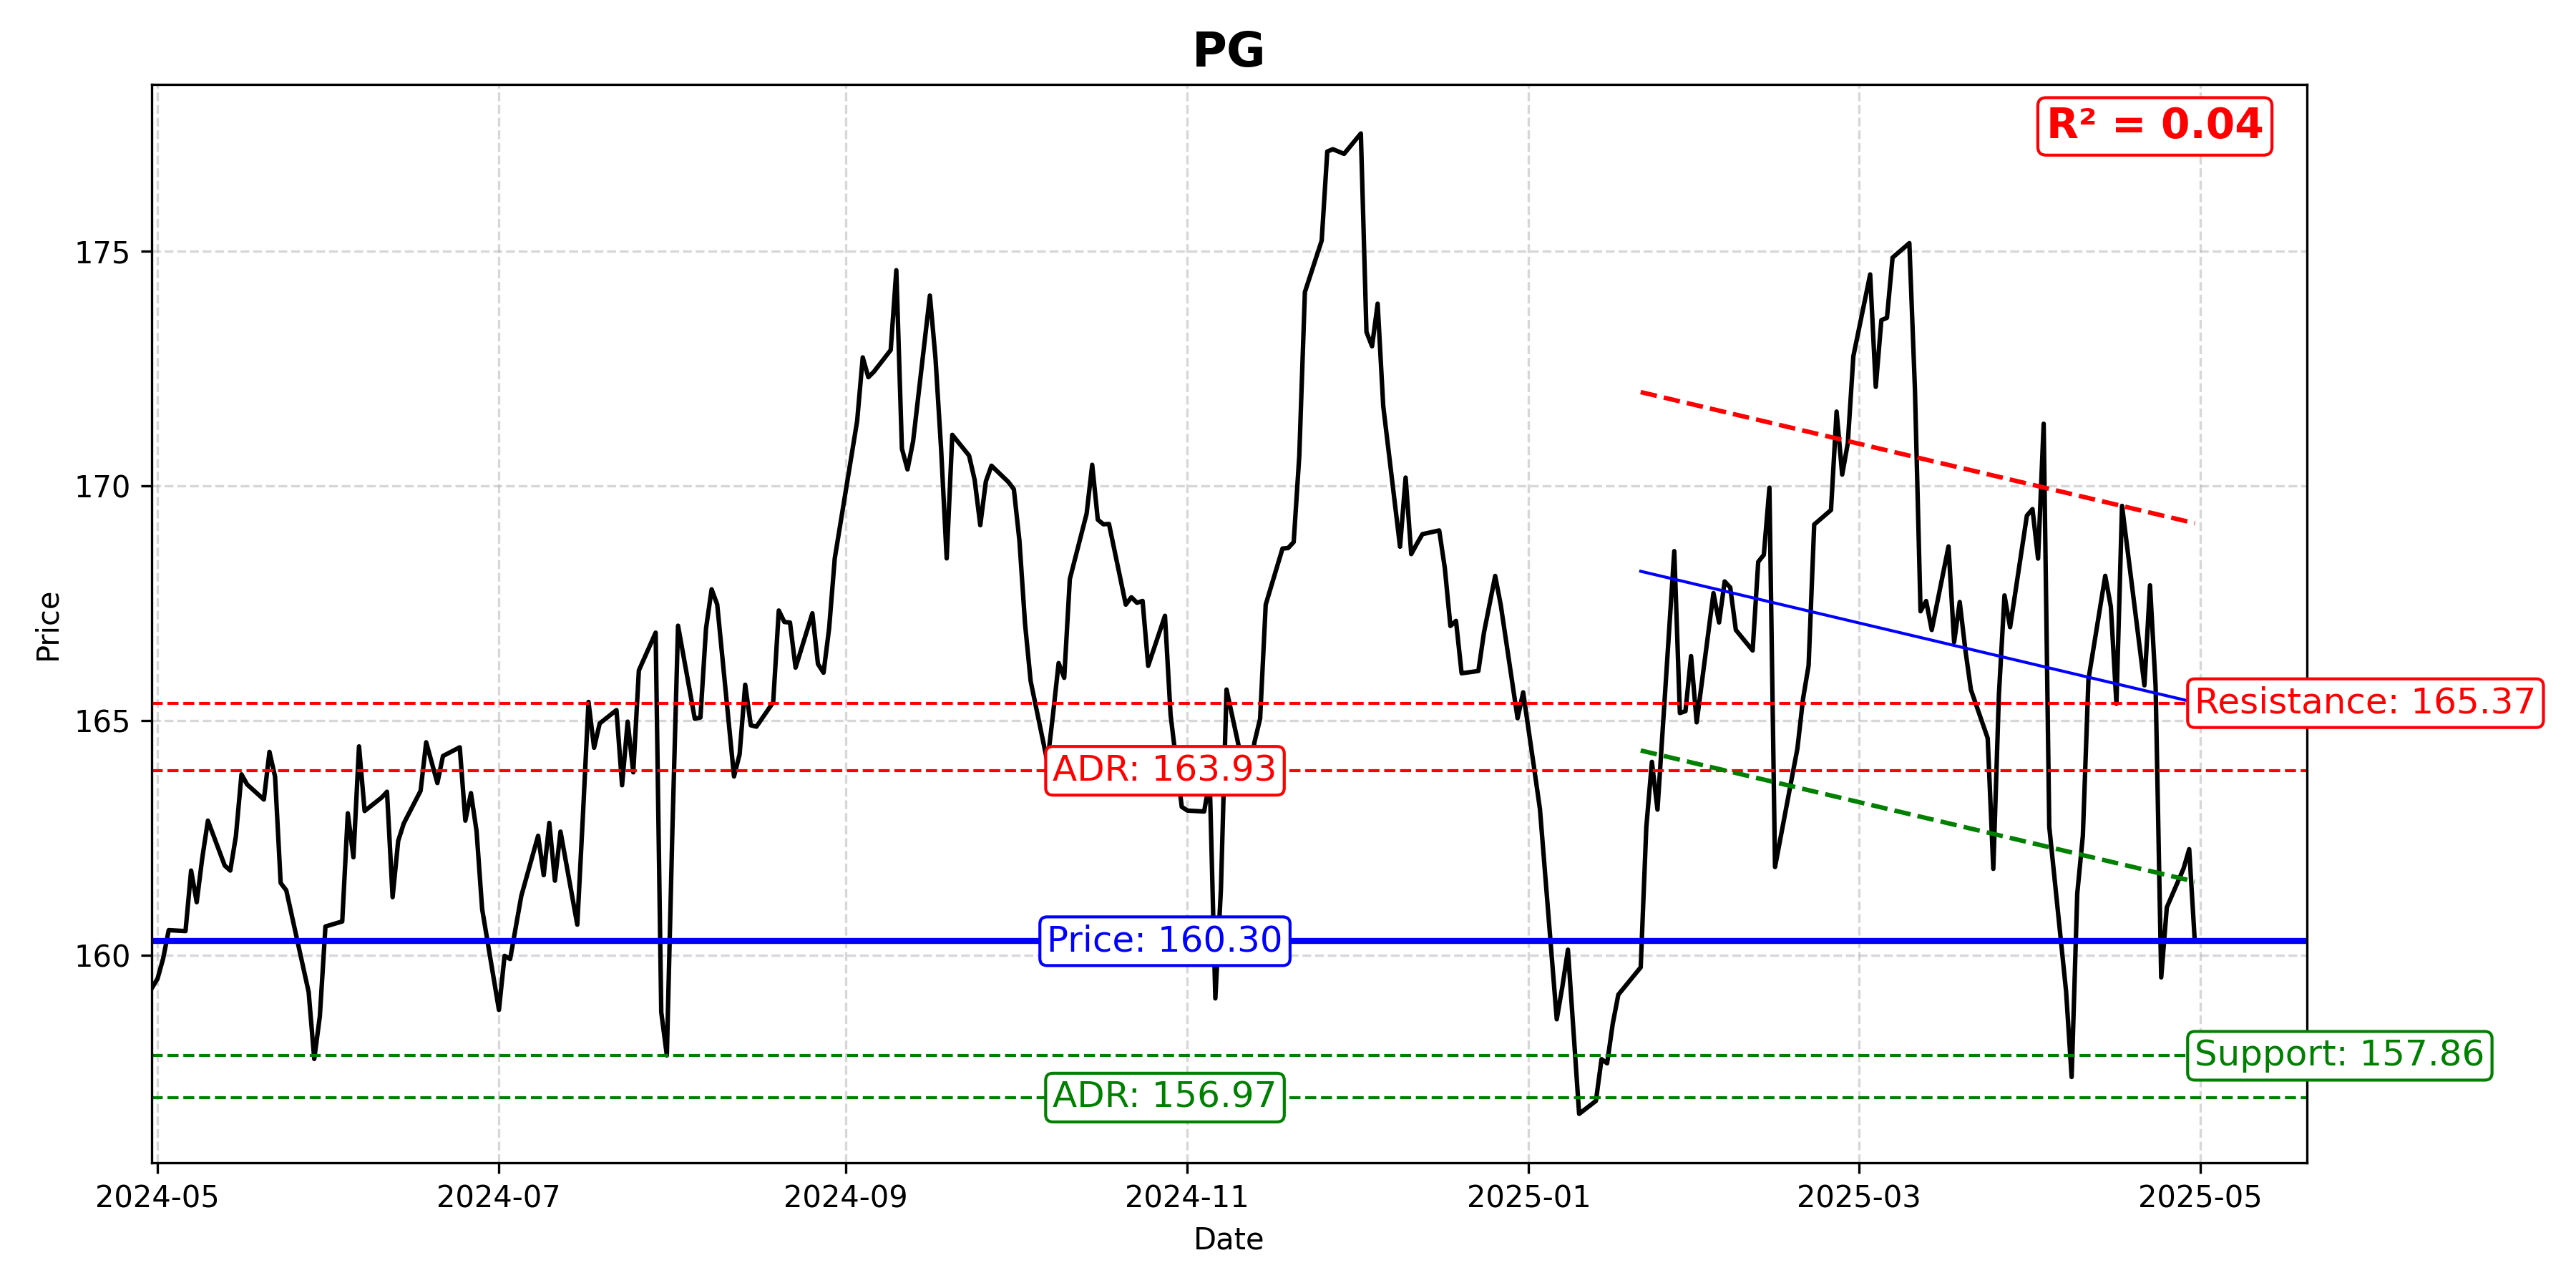 PG
R² = 0.04
175
170
165
160
Price
Resistance: 165.37
ADR: 163.93
Price: 160.30
Support: 157.86
ADR: 156.97
2024-05
2024-07
2024-09
2024-11
2025-01
2025-03
2025-05
Date